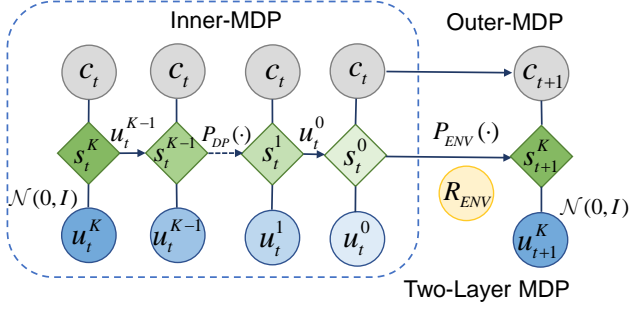 Inner-MDP Outer-MDP
c_t c_t c_t c_t c_{t+1}
u_t^{K-1} P_{DP}(·) u_t^0 P_{ENV}(·)
s_t^K s_t^{K-1} s_t^1 s_t^0 s_{t+1}^K
R_{ENV}
𝒩(0, I) 𝒩(0, I)
u_t^K u_t^{K-1} u_t^1 u_t^0 u_{t+1}^K
Two-Layer MDP